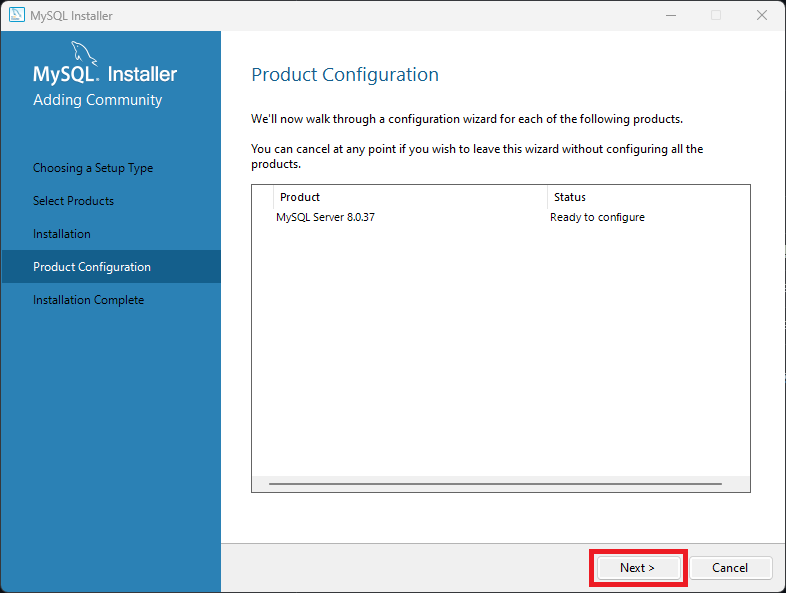 MySQL Installer
MySQL. Installer
Adding Community
Choosing a Setup Type
Select Products
Installation
Product Configuration
Installation Complete
Product Configuration
We'll now walk through a configuration wizard for each of the following products.
You can cancel at any point if you wish to leave this wizard without configuring all the
products.
Product Status
MySQL Server 8.0.37 Ready to configure
Next > Cancel